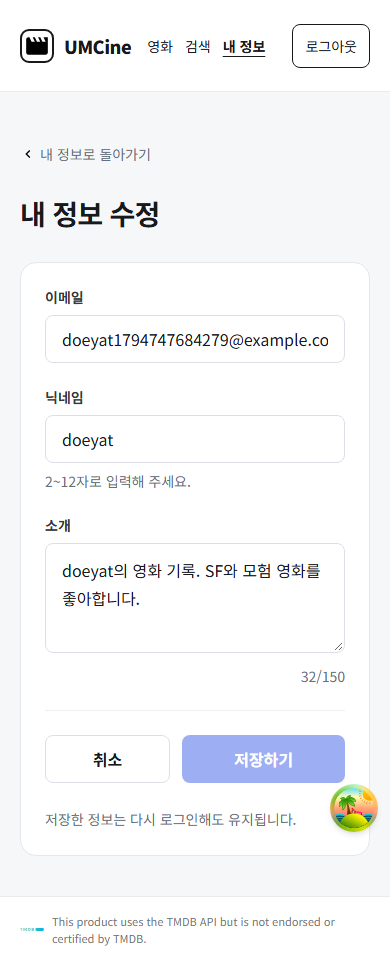 UMCine 영화 검색 내 정보 로그아웃
내 정보로 돌아가기
내 정보 수정
이메일
doeyat1794747684279@example.co
닉네임
doeyat
2~12자로 입력해 주세요.
소개
doeyat의 영화 기록. SF와 모험 영화를
좋아합니다.
32/150
취소 저장하기
저장한 정보는 다시 로그인해도 유지됩니다.
TMDB This product uses the TMDB API but is not endorsed or
certified by TMDB.